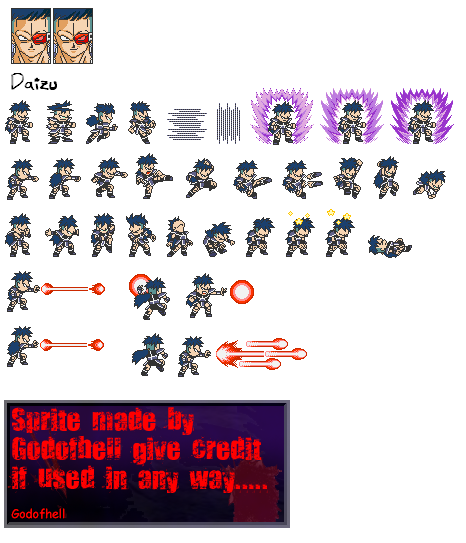 Daizu
Sprite made by
Godofhell give credit
if used in any way.....
Godofhell